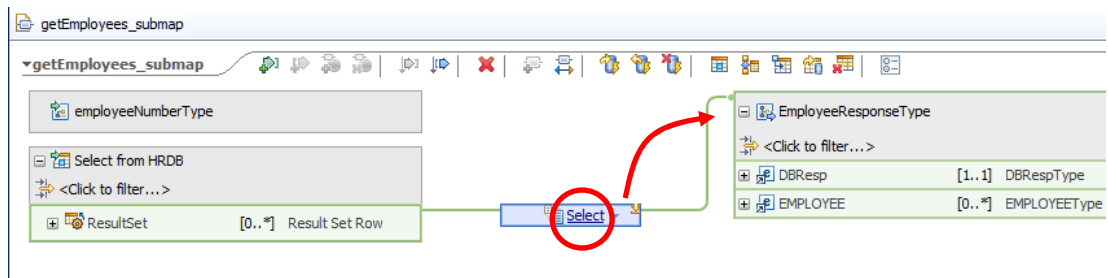 getEmployees_submap
getEmployees_submap
employeeNumberType
Select from HRDB
<Click to filter...>
ResultSet [0..*] Result Set Row
Select
EmployeeResponseType
<Click to filter...>
DBResp [1..1] DBRespType
EMPLOYEE [0..*] EMPLOYEEType